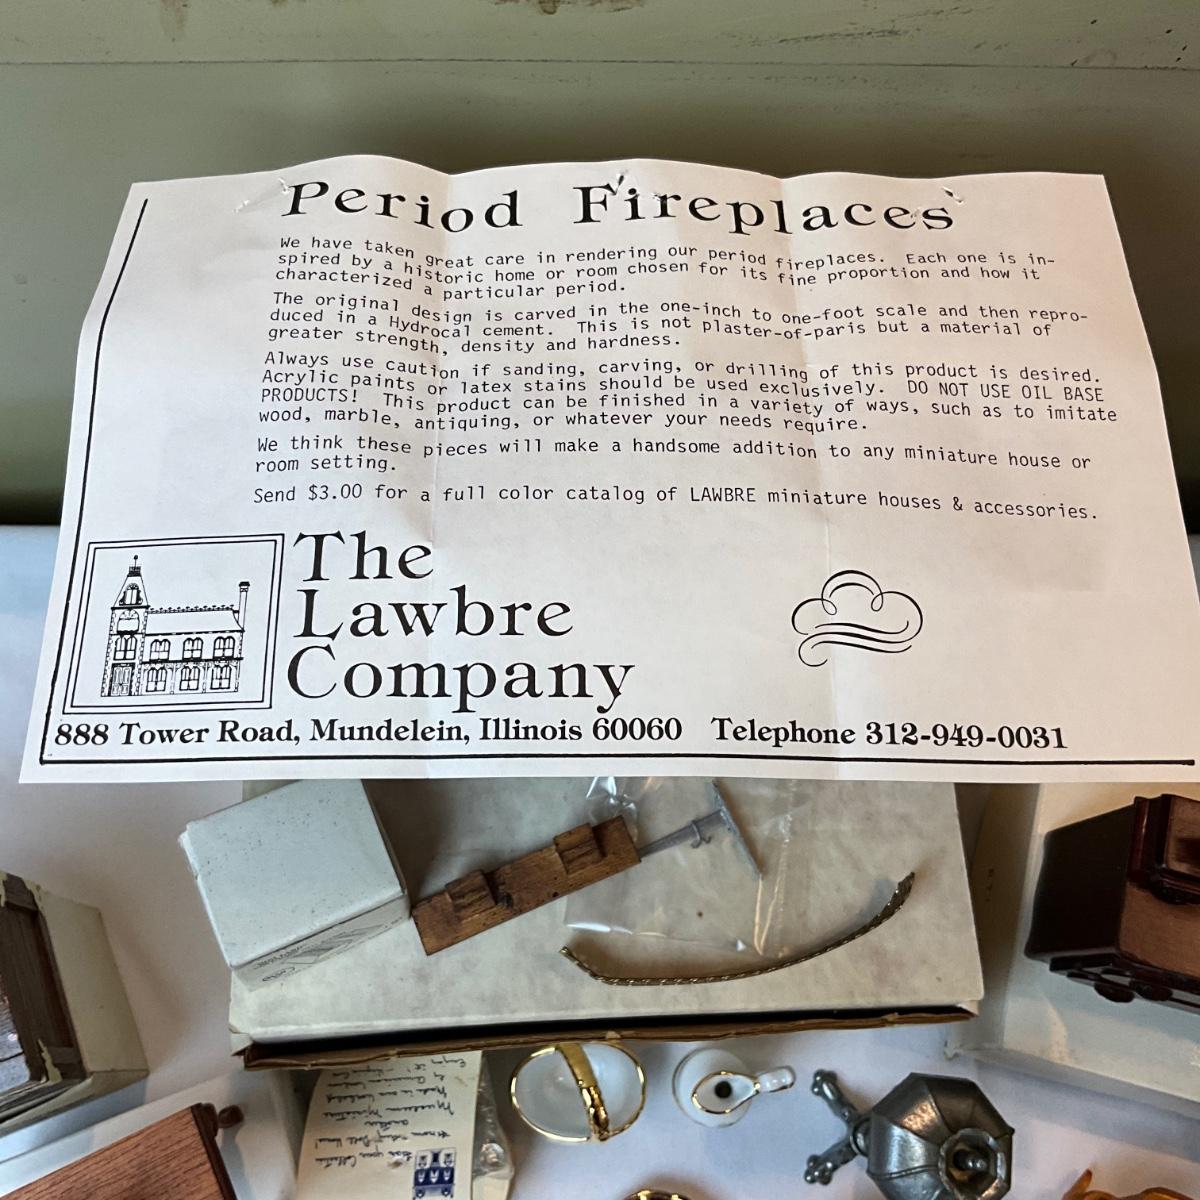 Period Fireplaces
We have taken great care in rendering our period fireplaces. Each one is in-
spired by a historic home or room chosen for its fine proportion and how it
characterized a particular period.
The original design is carved in the one-inch to one-foot scale and then repro-
duced in a Hydrocal cement. This is not plaster-of-paris but a material of
greater strength, density and hardness.
Always use caution if sanding, carving, or drilling of this product is desired.
Acrylic paints or latex stains should be used exclusively. DO NOT USE OIL BASE
PRODUCTS! This product can be finished in a variety of ways, such as to imitate
wood, marble, antiquing, or whatever your needs require.
We think these pieces will make a handsome addition to any miniature house or
room setting.
Send $3.00 for a full color catalog of LAWBRE miniature houses & accessories.
The
Lawbre
Company
888 Tower Road, Mundelein, Illinois 60060 Telephone 312-949-0031